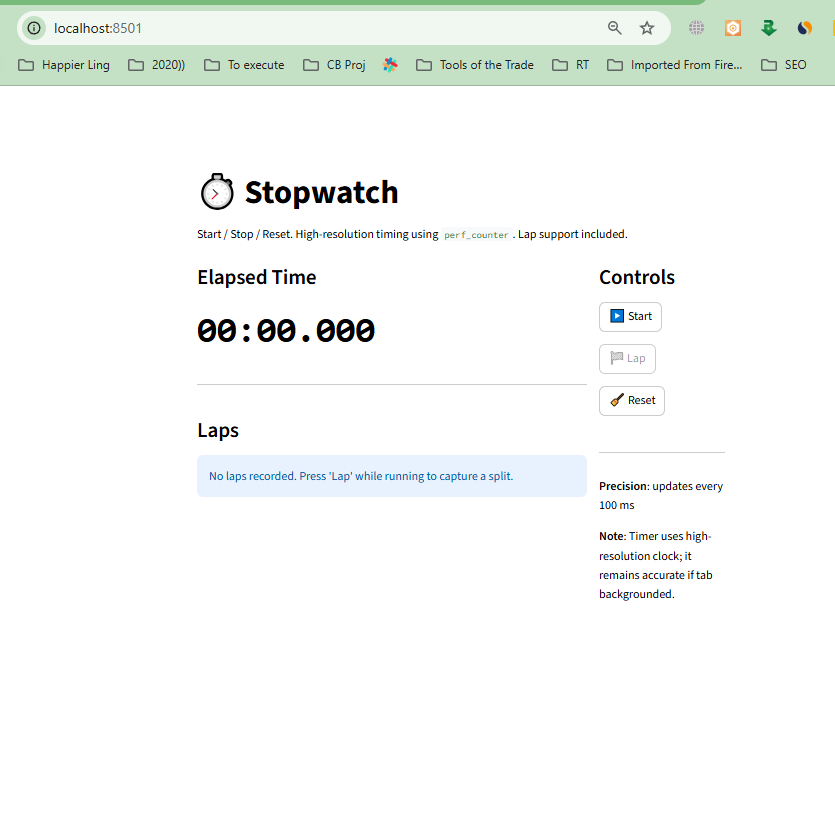 localhost:8501
Happier Ling
2020))
To execute
CB Proj
Tools of the Trade
RT
Imported From Fire...
SEO
Stopwatch
Start / Stop / Reset. High-resolution timing using perf_counter. Lap support included.
Elapsed Time
00:00.000
Laps
No laps recorded. Press 'Lap' while running to capture a split.
Controls
Start
Lap
Reset
Precision: updates every
100 ms
Note: Timer uses high-
resolution clock; it
remains accurate if tab
backgrounded.